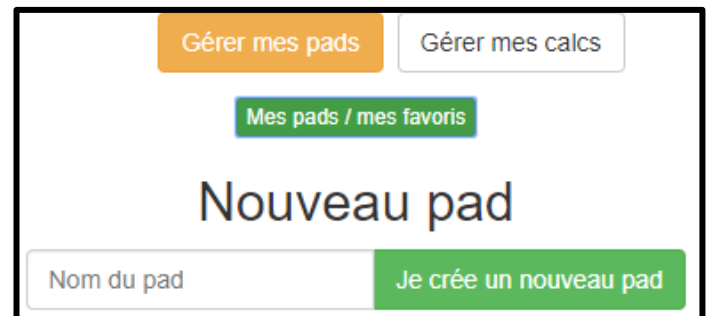 Gérer mes pads Gérer mes calcs
Mes pads / mes favoris
Nouveau pad
Nom du pad Je crée un nouveau pad